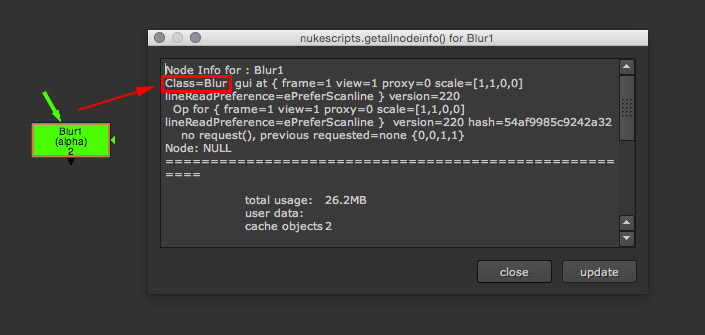 nukescripts.getallnodeinfo() for Blur1
Node Info for : Blur1
Class=Blur gui at { frame=1 view=1 proxy=0 scale=[1,1,0,0]
lineReadPreference=ePreferScanline } version=220
Op for { frame=1 view=1 proxy=0 scale=[1,1,0,0]
lineReadPreference=ePreferScanline }  version=220 hash=54af9985c9242a32
no request(), previous requested=none {0,0,1,1}
Node: NULL
=======================================================
====
total usage: 26.2MB
user data:
cache objects 2
close update
Blur1
(alpha)
2